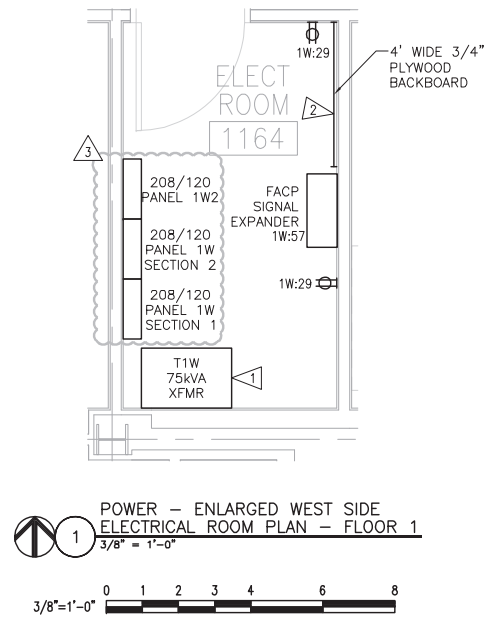 1W:29
4' WIDE 3/4"
PLYWOOD
BACKBOARD
ELECT
ROOM
1164
2
3
208/120
PANEL 1W2
FACP
SIGNAL
EXPANDER
1W:57
208/120
PANEL 1W
SECTION 2
1W:29
208/120
PANEL 1W
SECTION 1
T1W
75kVA
XFMR
1
1
POWER – ENLARGED WEST SIDE
ELECTRICAL ROOM PLAN – FLOOR 1
3/8" = 1'-0"
0 1 2 3 4 6 8
3/8"=1'-0"